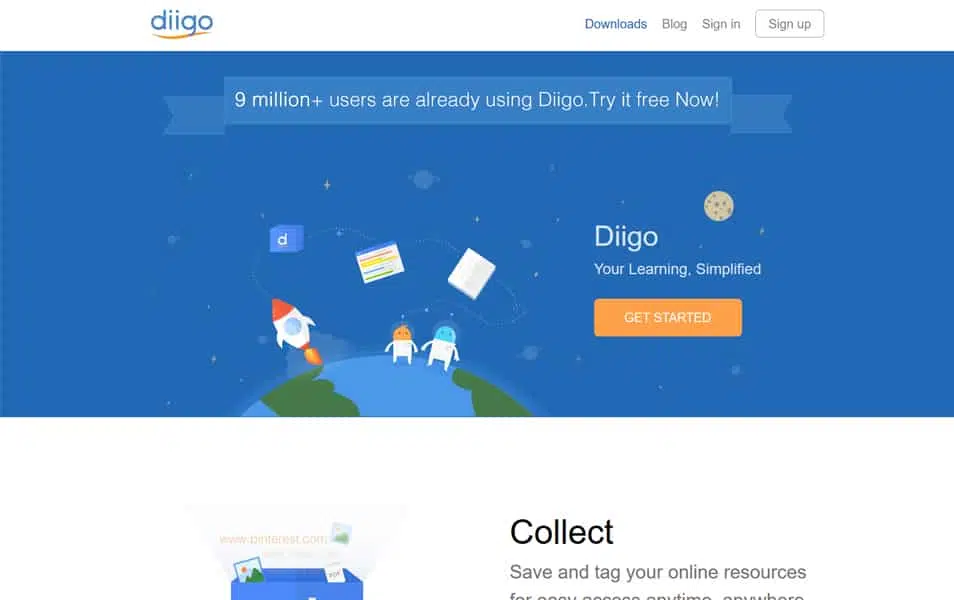 diigo
Downloads Blog Sign in Sign up
9 million+ users are already using Diigo.Try it free Now!
d
Diigo
Your Learning, Simplified
GET STARTED
www.pinterest.com
PDF
Collect
Save and tag your online resources
for easy access anytime, anywhere